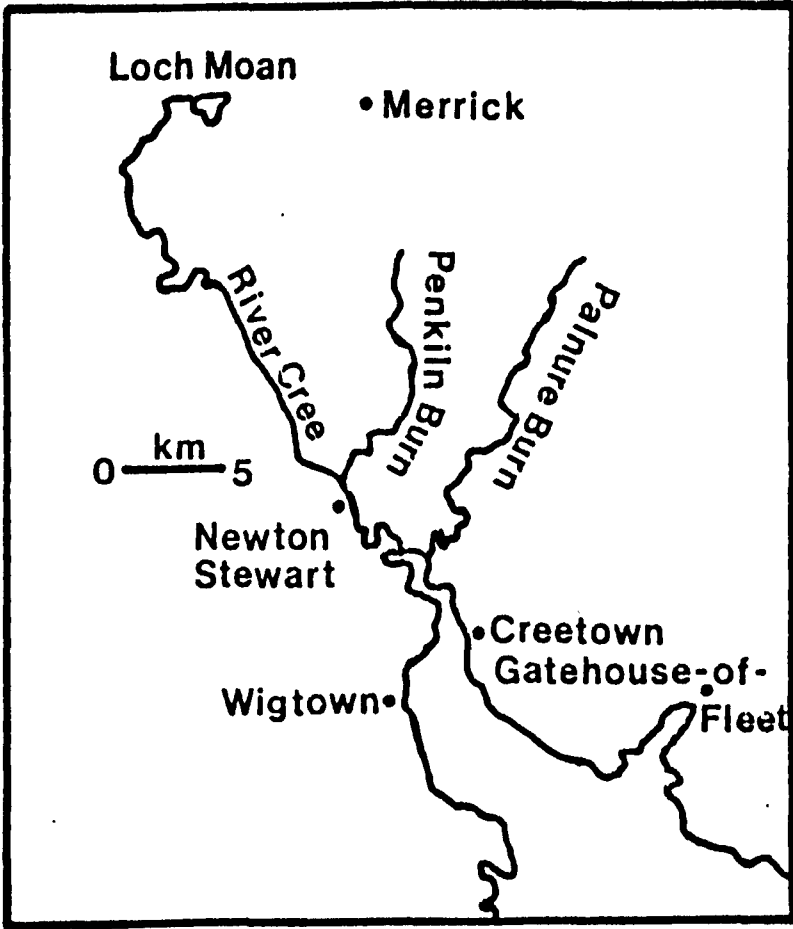 Loch Moan
Merrick
River Cree
Penkiln Burn
Palnure Burn
km
0 5
Newton
Stewart
Creetown
Gatehouse-of-
Fleet
Wigtown